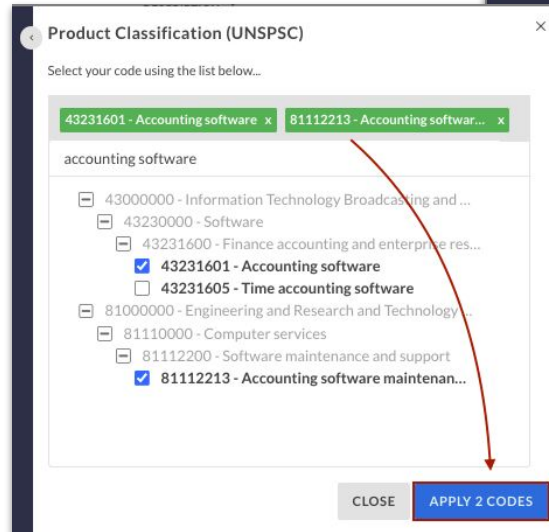 Product Classification (UNSPSC)
Select your code using the list below...
43231601 - Accounting software x 81112213 - Accounting softwar... x
accounting software
43000000 - Information Technology Broadcasting and ...
43230000 - Software
43231600 - Finance accounting and enterprise res...
43231601 - Accounting software
43231605 - Time accounting software
81000000 - Engineering and Research and Technology ...
81110000 - Computer services
81112200 - Software maintenance and support
81112213 - Accounting software maintenan...
CLOSE APPLY 2 CODES